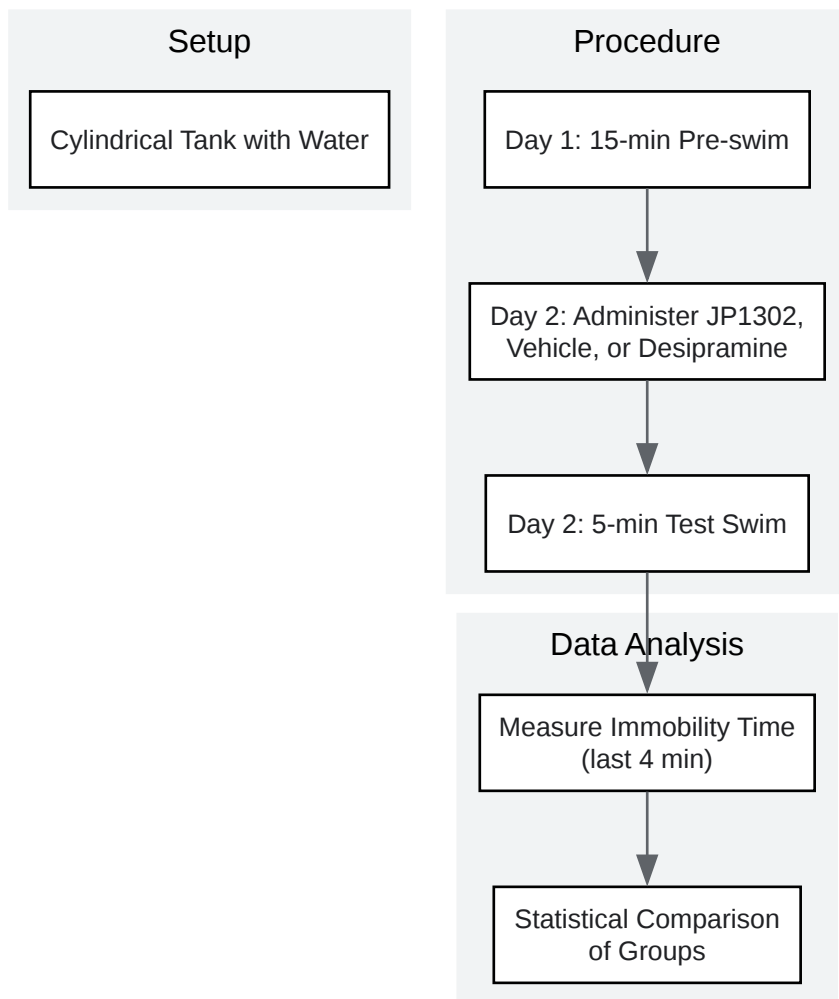 Setup
Cylindrical Tank with Water
Procedure
Day 1: 15-min Pre-swim
Day 2: Administer JP1302,
Vehicle, or Desipramine
Day 2: 5-min Test Swim
Data Analysis
Measure Immobility Time
(last 4 min)
Statistical Comparison
of Groups